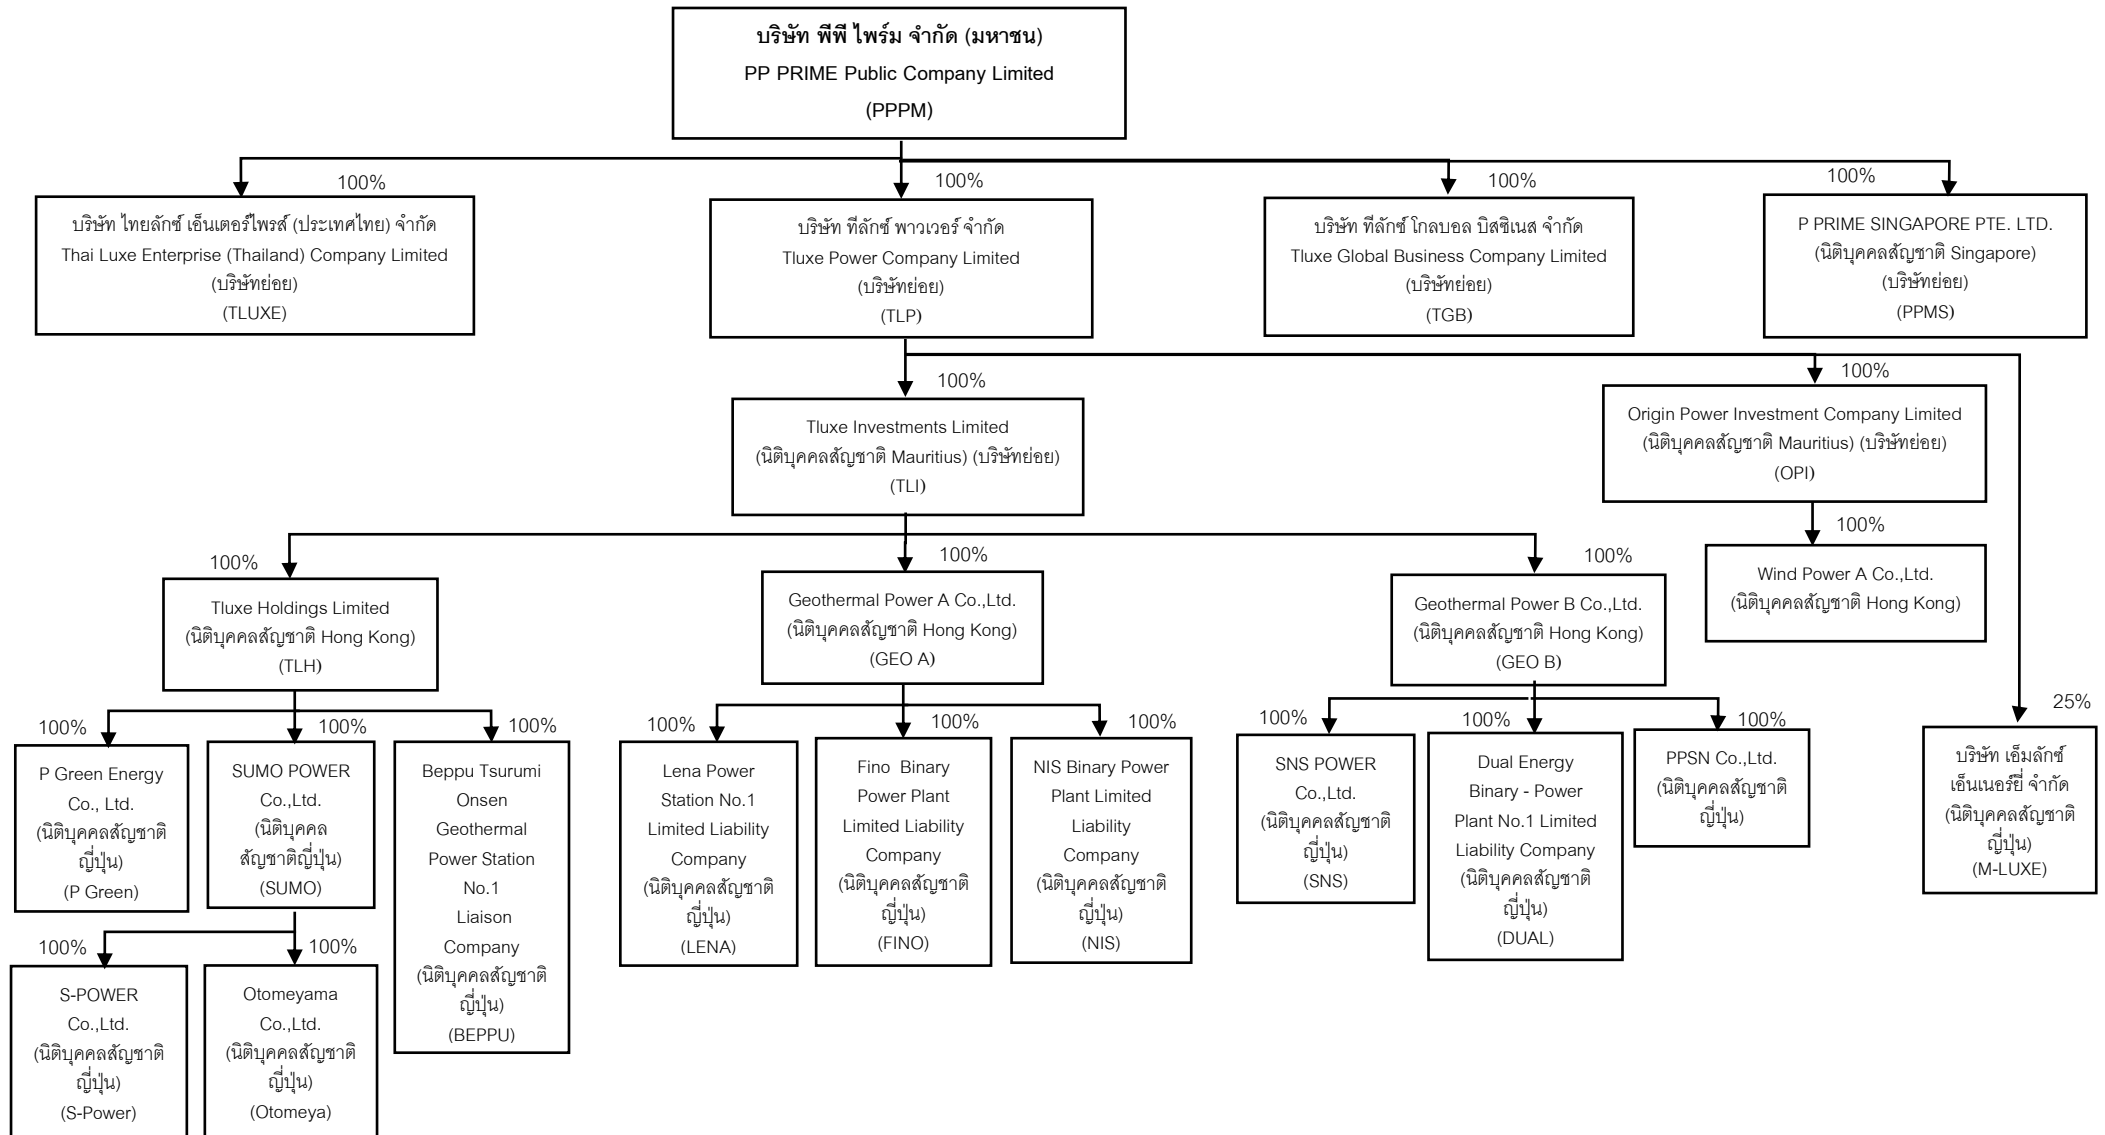 บริษัท พีพี ไพร์ม จำกัด (มหาชน)
PP PRIME Public Company Limited
(PPPM)
100%
บริษัท ไทยลักซ์ เอ็นเตอร์ไพรส์ (ประเทศไทย) จำกัด
Thai Luxe Enterprise (Thailand) Company Limited
(บริษัทย่อย)
(TLUXE)
100%
บริษัท ทีลักซ์ พาวเวอร์ จำกัด
Tluxe Power Company Limited
(บริษัทย่อย)
(TLP)
100%
บริษัท ทีลักซ์ โกลบอล บิสซิเนส จำกัด
Tluxe Global Business Company Limited
(บริษัทย่อย)
(TGB)
100%
P PRIME SINGAPORE PTE. LTD.
(นิติบุคคลสัญชาติ Singapore)
(บริษัทย่อย)
(PPMS)
100%
Tluxe Investments Limited
(นิติบุคคลสัญชาติ Mauritius) (บริษัทย่อย)
(TLI)
100%
Origin Power Investment Company Limited
(นิติบุคคลสัญชาติ Mauritius) (บริษัทย่อย)
(OPI)
100%
Tluxe Holdings Limited
(นิติบุคคลสัญชาติ Hong Kong)
(TLH)
100%
Geothermal Power A Co.,Ltd.
(นิติบุคคลสัญชาติ Hong Kong)
(GEO A)
100%
Geothermal Power B Co.,Ltd.
(นิติบุคคลสัญชาติ Hong Kong)
(GEO B)
100%
Wind Power A Co.,Ltd.
(นิติบุคคลสัญชาติ Hong Kong)
100%
P Green Energy
Co., Ltd.
(นิติบุคคลสัญชาติ
ญี่ปุ่น)
(P Green)
100%
SUMO POWER
Co.,Ltd.
(นิติบุคคล
สัญชาติญี่ปุ่น)
(SUMO)
100%
Beppu Tsurumi
Onsen
Geothermal
Power Station
No.1
Liaison
Company
(นิติบุคคลสัญชาติ
ญี่ปุ่น)
(BEPPU)
100%
Lena Power
Station No.1
Limited Liability
Company
(นิติบุคคลสัญชาติ
ญี่ปุ่น)
(LENA)
100%
Fino Binary
Power Plant
Limited Liability
Company
(นิติบุคคลสัญชาติ
ญี่ปุ่น)
(FINO)
100%
NIS Binary Power
Plant Limited
Liability
Company
(นิติบุคคลสัญชาติ
ญี่ปุ่น)
(NIS)
100%
SNS POWER
Co.,Ltd.
(นิติบุคคลสัญชาติ
ญี่ปุ่น)
(SNS)
100%
Dual Energy
Binary - Power
Plant No.1 Limited
Liability Company
(นิติบุคคลสัญชาติ
ญี่ปุ่น)
(DUAL)
100%
PPSN Co.,Ltd.
(นิติบุคคลสัญชาติ
ญี่ปุ่น)
25%
บริษัท เอ็มลักซ์
เอ็นเนอร์ยี่ จำกัด
(นิติบุคคลสัญชาติ
ญี่ปุ่น)
(M-LUXE)
100%
S-POWER
Co.,Ltd.
(นิติบุคคลสัญชาติ
ญี่ปุ่น)
(S-Power)
100%
Otomeyama
Co.,Ltd.
(นิติบุคคลสัญชาติ
ญี่ปุ่น)
(Otomeya)